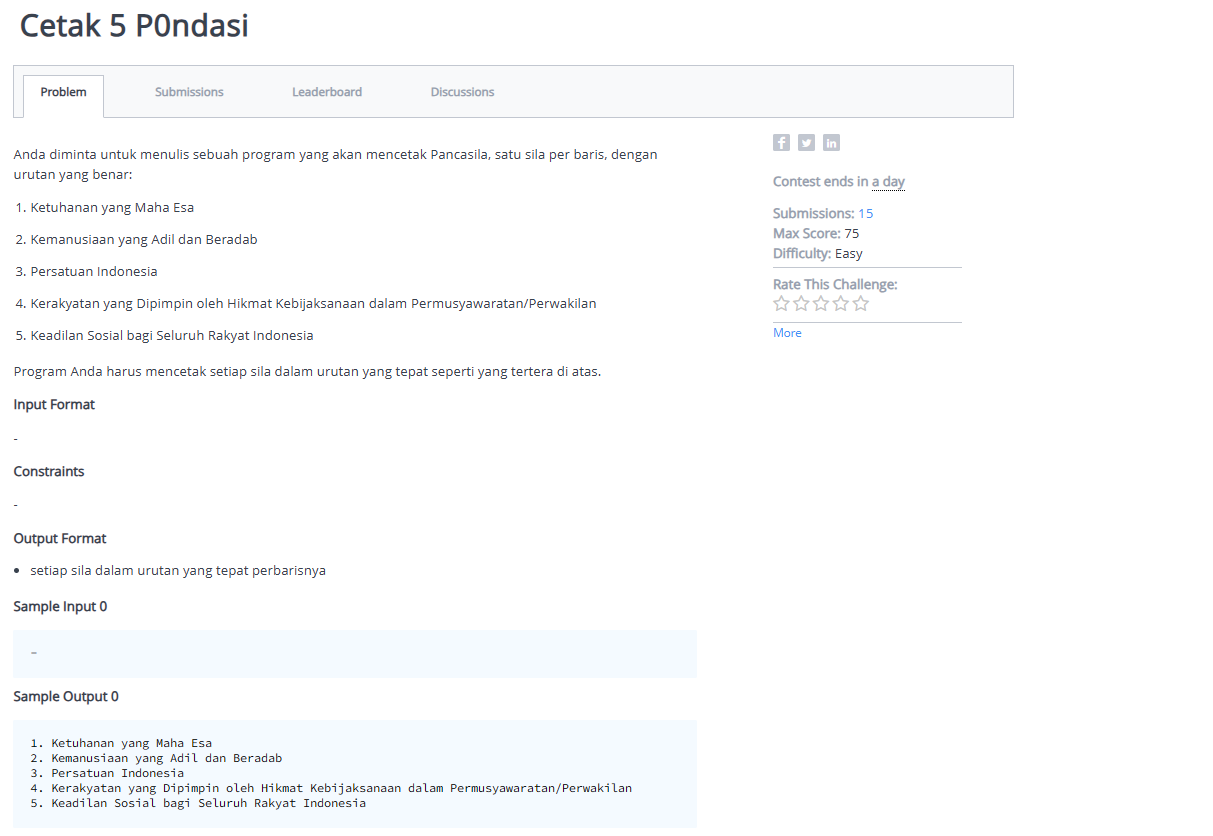 Cetak 5 P0ndasi
Problem
Submissions
Leaderboard
Discussions
Anda diminta untuk menulis sebuah program yang akan mencetak Pancasila, satu sila per baris, dengan
urutan yang benar:
1. Ketuhanan yang Maha Esa
2. Kemanusiaan yang Adil dan Beradab
3. Persatuan Indonesia
4. Kerakyatan yang Dipimpin oleh Hikmat Kebijaksanaan dalam Permusyawaratan/Perwakilan
5. Keadilan Sosial bagi Seluruh Rakyat Indonesia
Program Anda harus mencetak setiap sila dalam urutan yang tepat seperti yang tertera di atas.
Input Format
-
Constraints
-
Output Format
• setiap sila dalam urutan yang tepat perbarisnya
Sample Input 0
-
Sample Output 0
1. Ketuhanan yang Maha Esa
2. Kemanusiaan yang Adil dan Beradab
3. Persatuan Indonesia
4. Kerakyatan yang Dipimpin oleh Hikmat Kebijaksanaan dalam Permusyawaratan/Perwakilan
5. Keadilan Sosial bagi Seluruh Rakyat Indonesia
Contest ends in a day
Submissions: 15
Max Score: 75
Difficulty: Easy
Rate This Challenge:
More